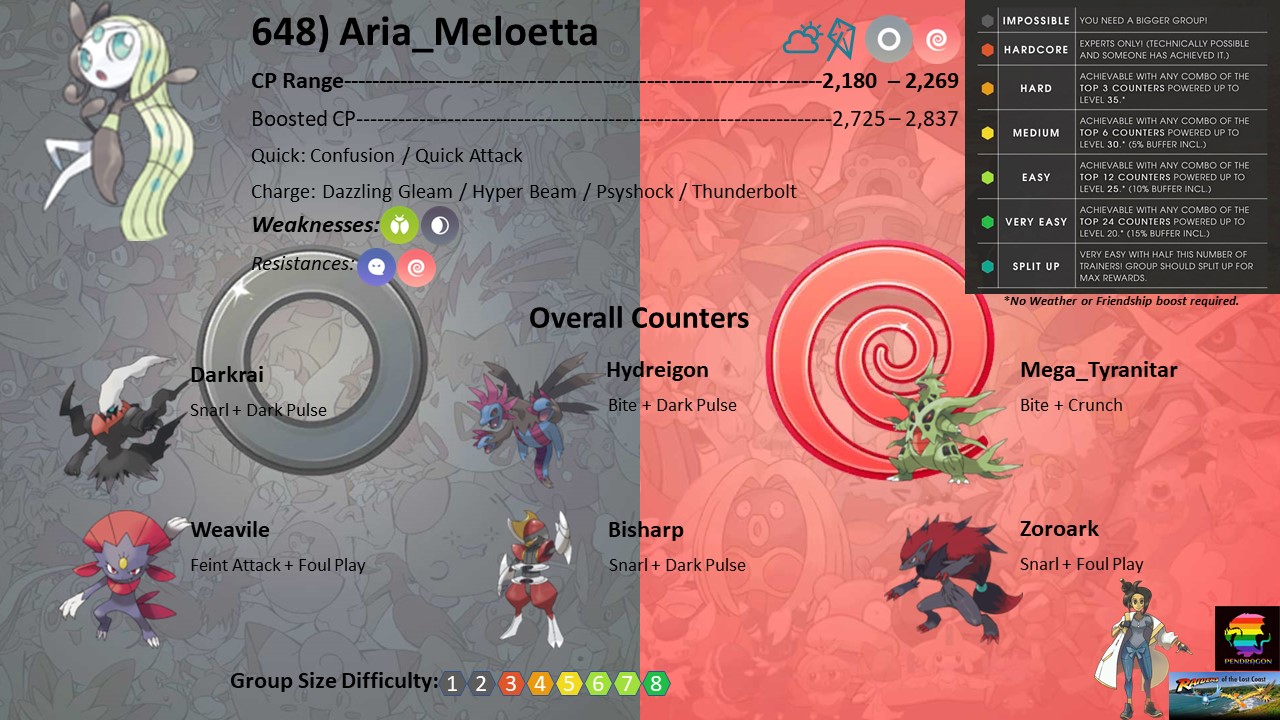 648) Aria_Meloetta
CP Range---2,180 – 2,269
Boosted CP---2,725 – 2,837
Quick: Confusion / Quick Attack
Charge: Dazzling Gleam / Hyper Beam / Psyshock / Thunderbolt
Weaknesses:
Resistances:
IMPOSSIBLE YOU NEED A BIGGER GROUP!
HARDCORE EXPERTS ONLY! (TECHNICALLY POSSIBLE
AND SOMEONE HAS ACHIEVED IT.)
HARD ACHIEVABLE WITH ANY COMBO OF THE
TOP 3 COUNTERS POWERED UP TO
LEVEL 35.*
MEDIUM ACHIEVABLE WITH ANY COMBO OF THE
TOP 6 COUNTERS POWERED UP TO
LEVEL 30.* (5% BUFFER INCL.)
EASY ACHIEVABLE WITH ANY COMBO OF THE
TOP 12 COUNTERS POWERED UP TO
LEVEL 25.* (10% BUFFER INCL.)
VERY EASY ACHIEVABLE WITH ANY COMBO OF THE
TOP 24 COUNTERS POWERED UP TO
LEVEL 20.* (15% BUFFER INCL.)
SPLIT UP VERY EASY WITH HALF THIS NUMBER OF
TRAINERS! GROUP SHOULD SPLIT UP FOR
MAX REWARDS.
*No Weather or Friendship boost required.
Overall Counters
Darkrai
Snarl + Dark Pulse
Hydreigon
Bite + Dark Pulse
Mega_Tyranitar
Bite + Crunch
Weavile
Feint Attack + Foul Play
Bisharp
Snarl + Dark Pulse
Zoroark
Snarl + Foul Play
Group Size Difficulty: 1 2 3 4 5 6 7 8
PENDRAGON
RAIDERS of the Lost Coast